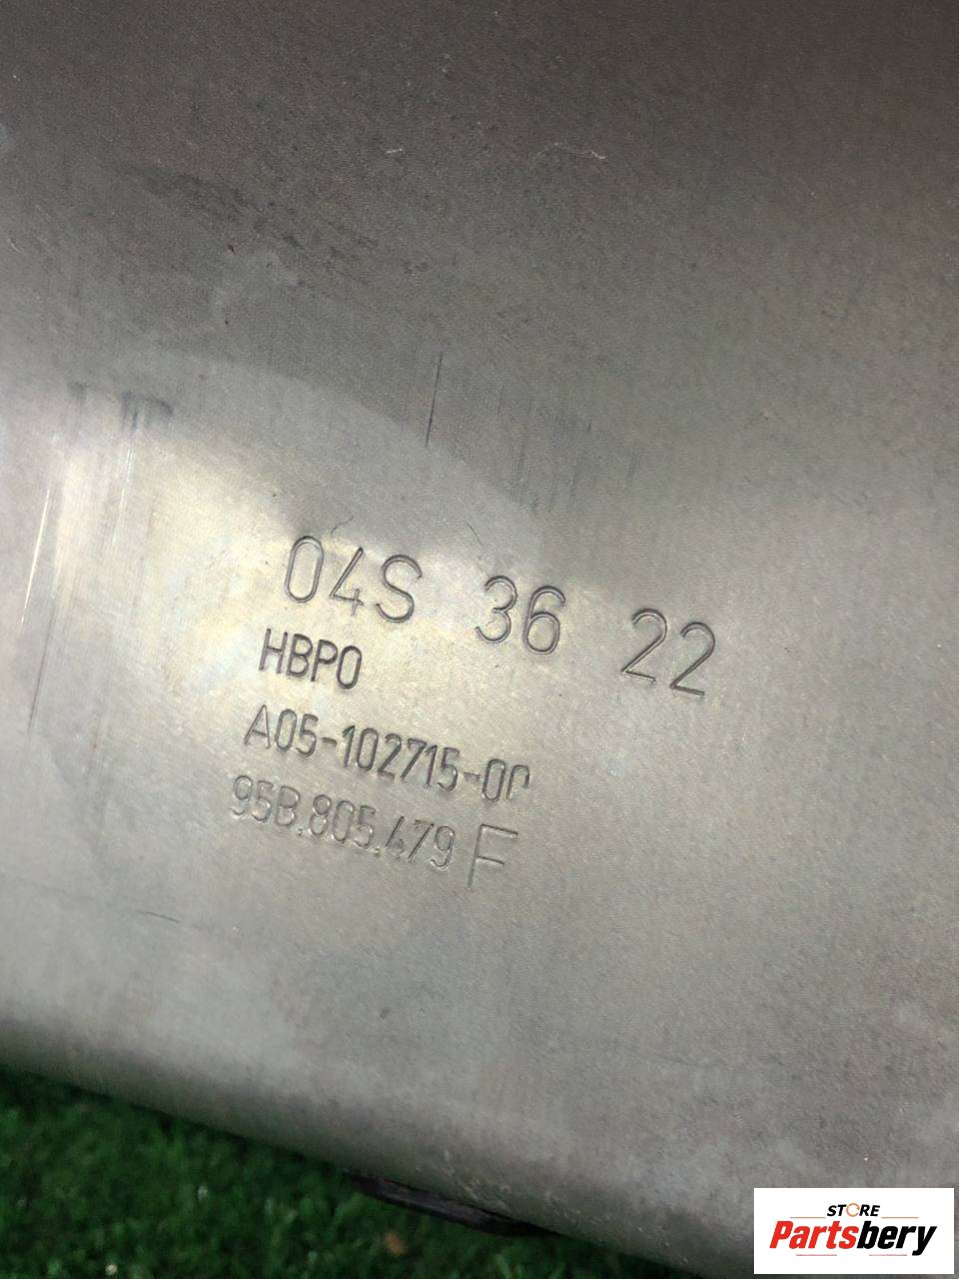 04S 36 22
HBPO
A05-102715-00
95B.805.479 F
STORE
Partsbery